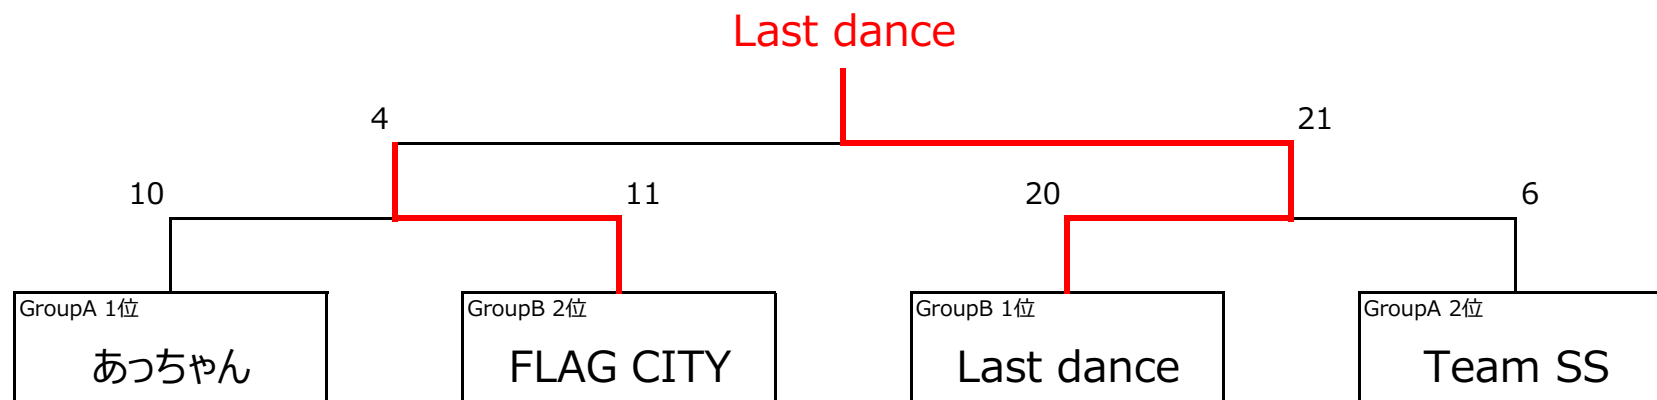 Last dance
4
21
10
11
20
6
GroupA 1位
GroupB 2位
GroupB 1位
GroupA 2位
あっちゃん
FLAG CITY
Last dance
Team SS